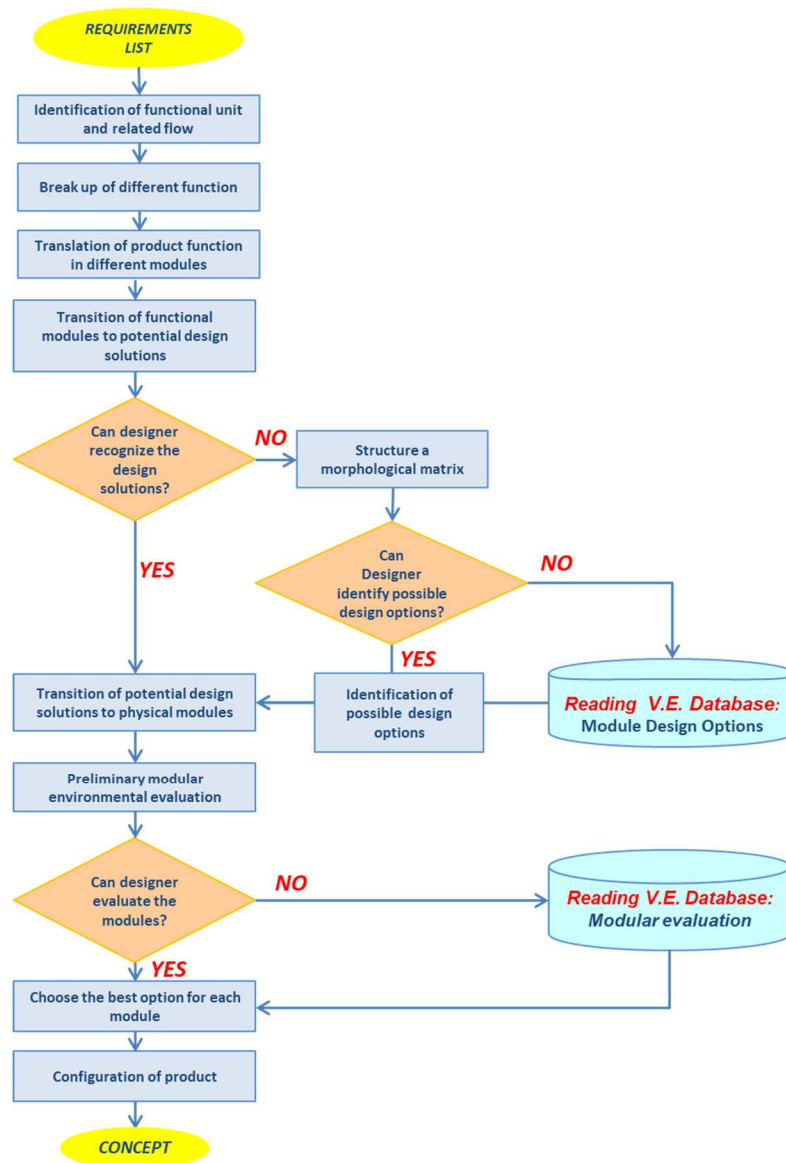 REQUIREMENTS
LIST
Identification of functional unit
and related flow
Break up of different function
Translation of product function
in different modules
Transition of functional
modules to potential design
solutions
Can designer
recognize the
design
solutions?
NO
Structure a
morphological matrix
YES
Can
Designer
identify possible
design options?
NO
YES
Transition of potential design
solutions to physical modules
Identification of
possible design
options
Reading V.E. Database:
Module Design Options
Preliminary modular
environmental evaluation
Can designer
evaluate the
modules?
NO
Reading V.E. Database:
Modular evaluation
YES
Choose the best option for each
module
Configuration of product
CONCEPT